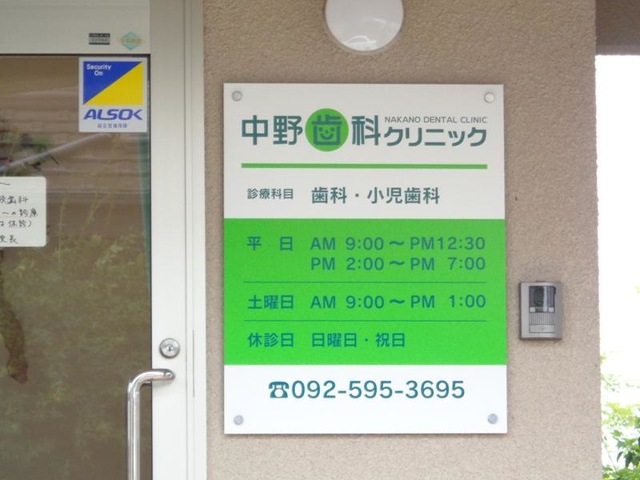 Security
On
ALSOK
中野歯科クリニック
NAKANO DENTAL CLINIC
診療科目 歯科・小児歯科
平日 AM 9:00～PM12:30
PM 2:00～PM 7:00
土曜日 AM 9:00～PM 1:00
休診日 日曜日・祝日
☎092-595-3695